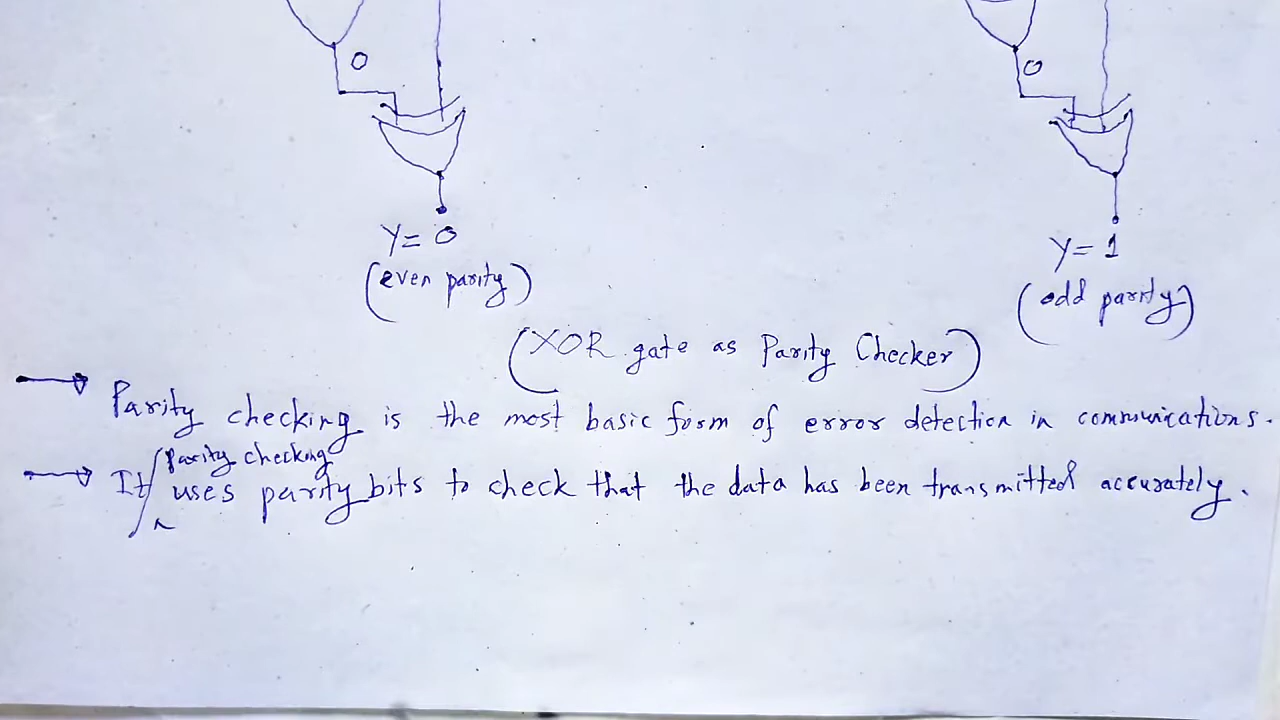 0 0
Y= 0 Y= 1
(even parity) (odd parity)
(XOR gate as Parity Checker)
Parity checking is the most basic form of error detection in communications.
parity checking
It/ uses parity bits to check that the data has been transmitted accurately.